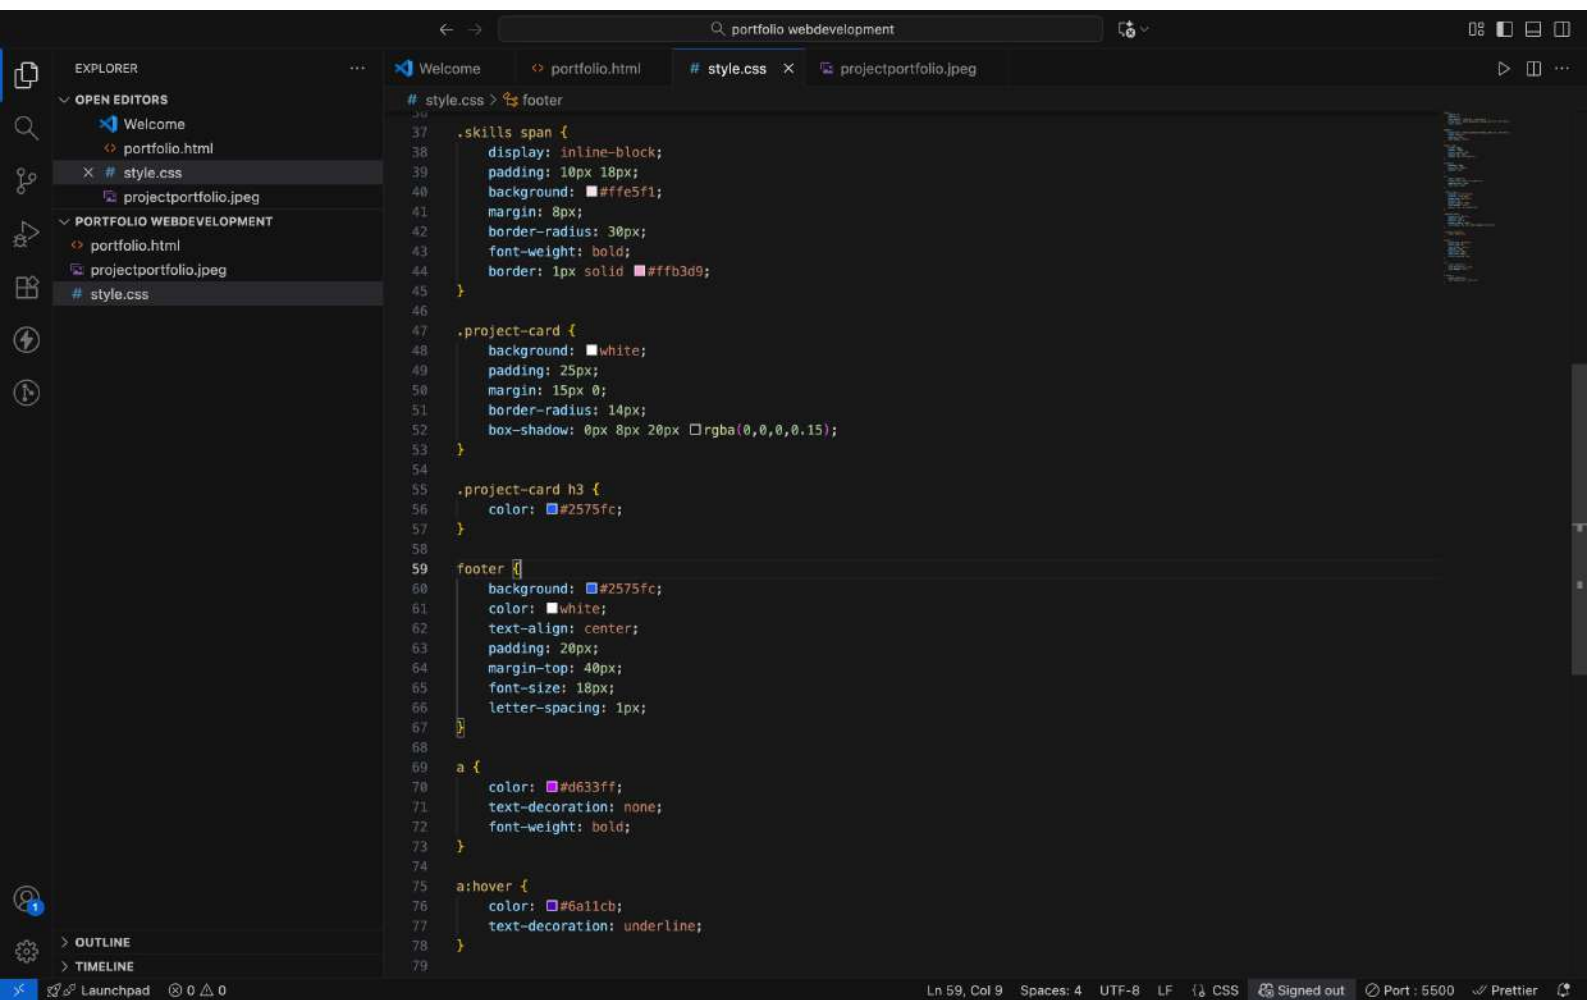 portfolio webdevelopment
EXPLORER
OPEN EDITORS
Welcome
portfolio.html
style.css
projectportfolio.jpeg
PORTFOLIO WEBDEVELOPMENT
portfolio.html
projectportfolio.jpeg
# style.css
Welcome
portfolio.html
# style.css
projectportfolio.jpeg
# style.css > footer
37 .skills span {
38 display: inline-block;
39 padding: 10px 18px;
40 background: #ffe5f1;
41 margin: 8px;
42 border-radius: 30px;
43 font-weight: bold;
44 border: 1px solid #ffb3d9;
45 }
46
47 .project-card {
48 background: white;
49 padding: 25px;
50 margin: 15px 0;
51 border-radius: 14px;
52 box-shadow: 0px 8px 20px rgba(0,0,0,0.15);
53 }
54
55 .project-card h3 {
56 color: #2575fc;
57 }
58
59 footer {
60 background: #2575fc;
61 color: white;
62 text-align: center;
63 padding: 20px;
64 margin-top: 40px;
65 font-size: 18px;
66 letter-spacing: 1px;
67 }
68
69 a {
70 color: #d633ff;
71 text-decoration: none;
72 font-weight: bold;
73 }
74
75 a:hover {
76 color: #6a11cb;
77 text-decoration: underline;
78 }
79
1
OUTLINE
TIMELINE
Launchpad 0 0 Ln 59, Col 9 Spaces: 4 UTF-8 LF CSS Signed out Port : 5500 Prettier